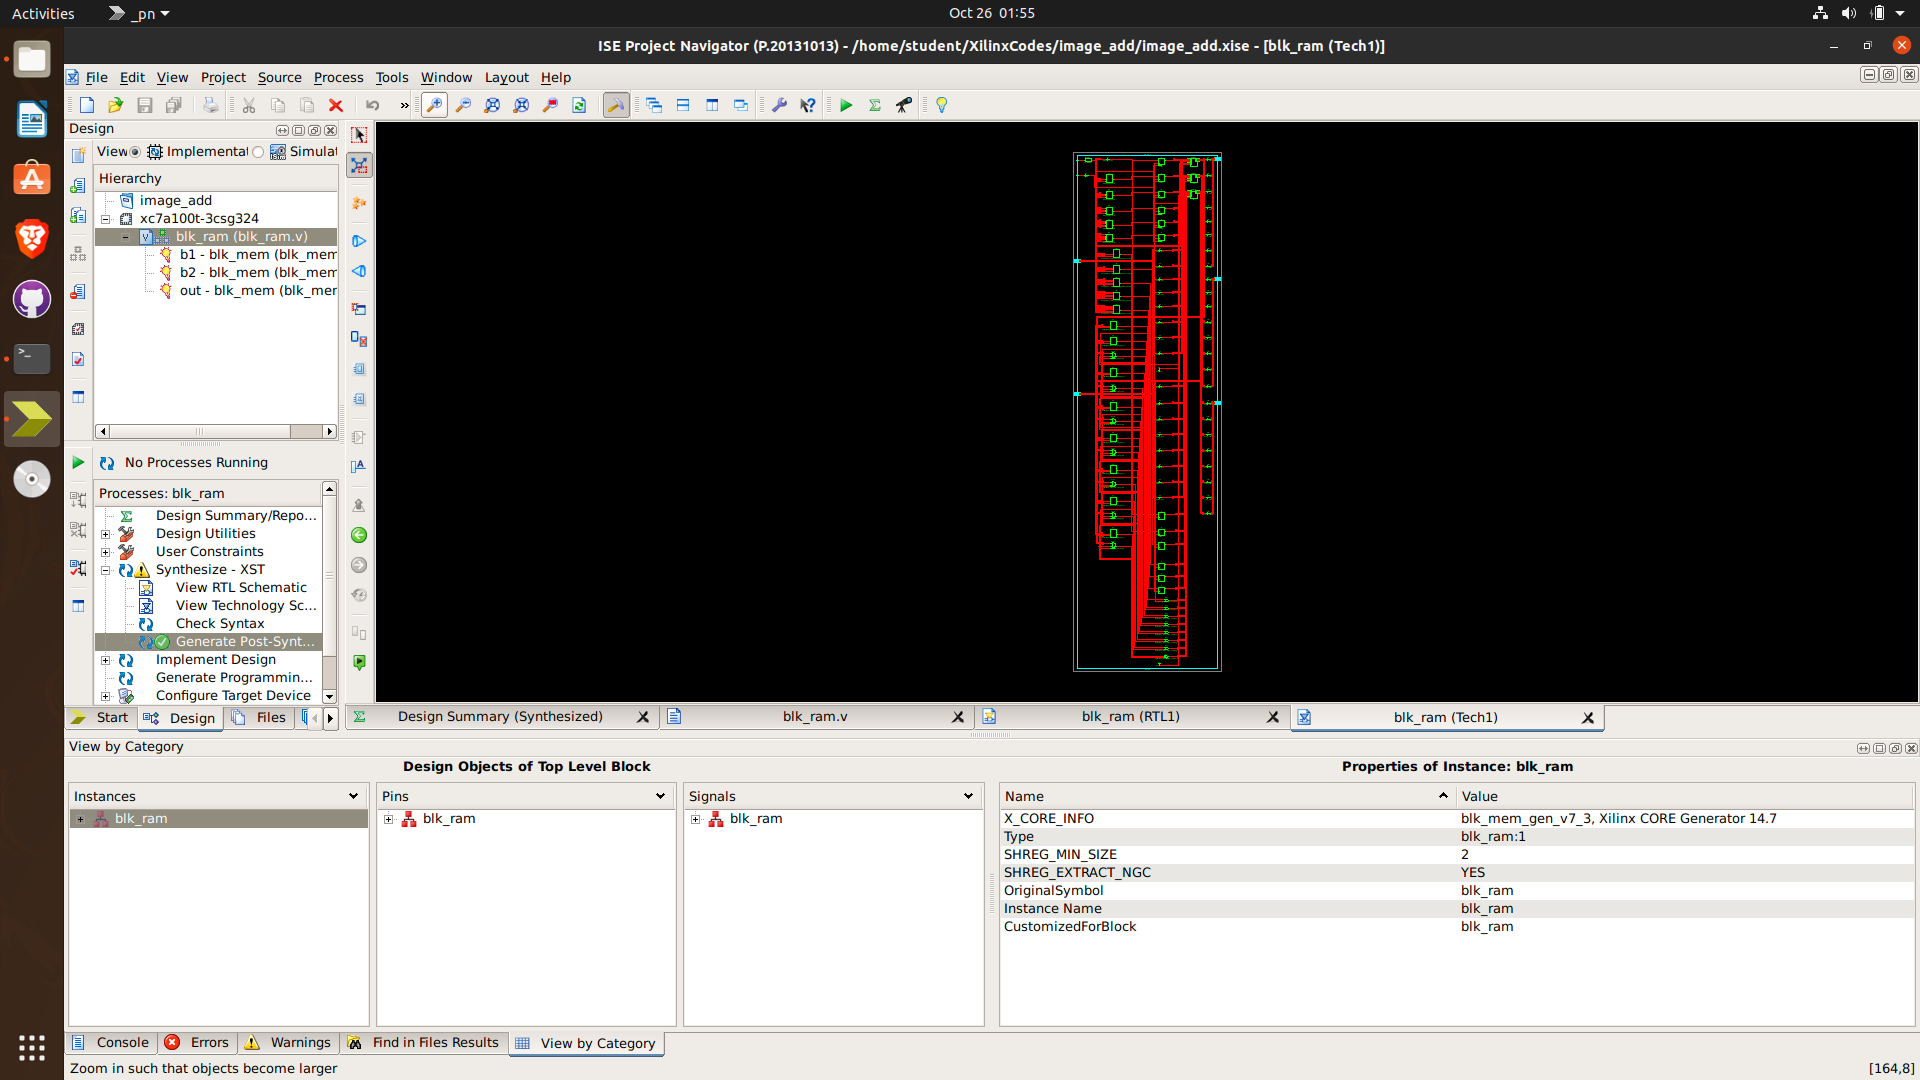 Activities
_pn
Oct 26 01:55
ISE Project Navigator (P.20131013) - /home/student/XilinxCodes/image_add/image_add.xise - [blk_ram (Tech1)]
File Edit View Project Source Process Tools Window Layout Help
Design
View Implementat Simulat
Hierarchy
image_add
xc7a100t-3csg324
blk_ram (blk_ram.v)
b1 - blk_mem (blk_mem
b2 - blk_mem (blk_mem
out - blk_mem (blk_mer
No Processes Running
Processes: blk_ram
Design Summary/Repo...
Design Utilities
User Constraints
Synthesize - XST
View RTL Schematic
View Technology Sc...
Check Syntax
Generate Post-Synt...
Implement Design
Generate Programmin...
Configure Target Device
Start Design Files
Design Summary (Synthesized) blk_ram.v blk_ram (RTL1) blk_ram (Tech1)
View by Category
Design Objects of Top Level Block
Properties of Instance: blk_ram
Instances Pins Signals
blk_ram blk_ram blk_ram
Name Value
X_CORE_INFO blk_mem_gen_v7_3, Xilinx CORE Generator 14.7
Type blk_ram:1
SHREG_MIN_SIZE 2
SHREG_EXTRACT_NGC YES
OriginalSymbol blk_ram
Instance Name blk_ram
CustomizedForBlock blk_ram
Console Errors Warnings Find in Files Results View by Category
Zoom in such that objects become larger
[164,8]